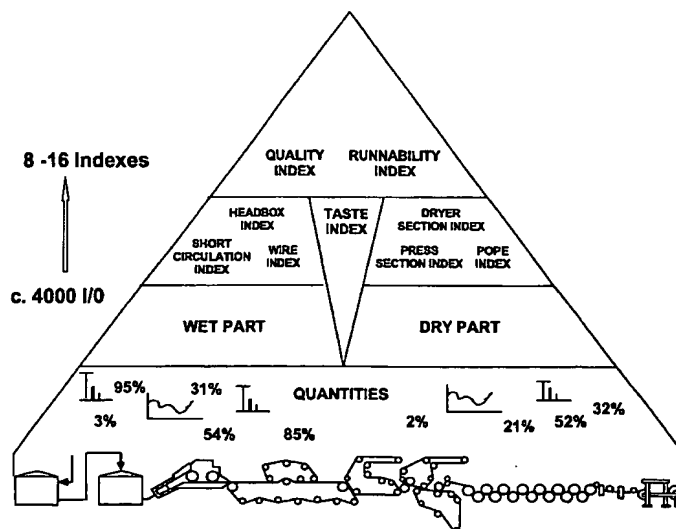 8 -16 Indexes
c. 4000 I/0
QUALITY
INDEX
RUNNABILITY
INDEX
HEADBOX
INDEX
SHORT
CIRCULATION
INDEX
WIRE
INDEX
TASTE
INDEX
DRYER
SECTION INDEX
PRESS
SECTION INDEX
POPE
INDEX
WET PART
DRY PART
QUANTITIES
95%
3%
31%
54%
85%
2%
21%
52%
32%